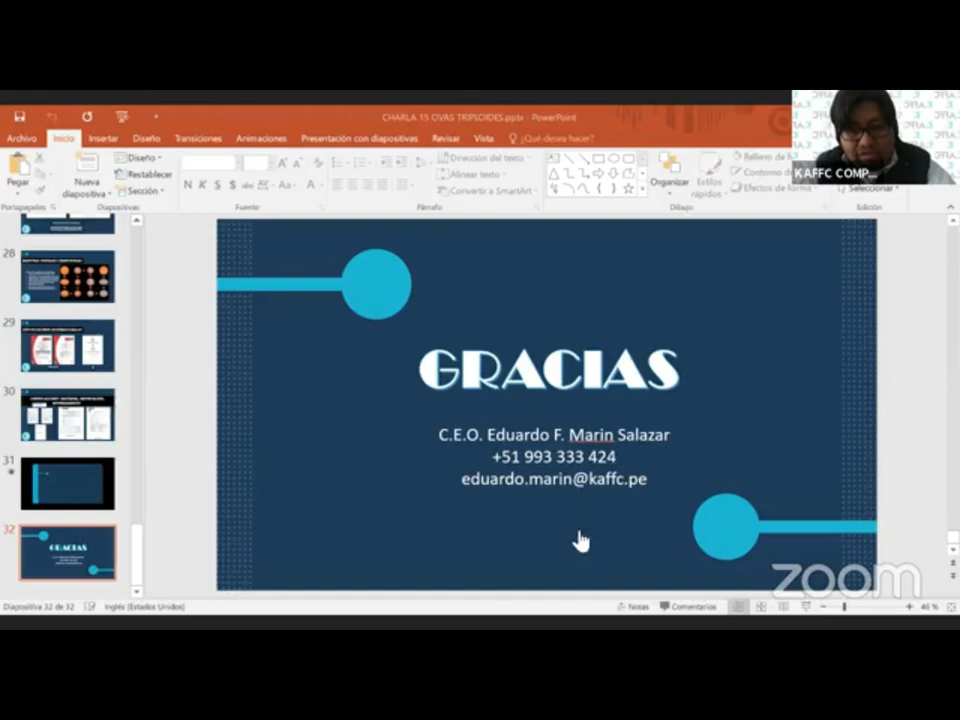 CHARLA 15 OVAS TRIPLOIDES.pptx - PowerPoint
Archivo Inicio Insertar Diseño Transiciones Animaciones Presentación con diapositivas Revisar Vista ¿Qué desea hacer?
KAFFC COMP...
Pegar
Nueva diapositiva
Diseño
Restablecer
Sección
N K S S abc AV Aa A
Dirección del texto
Alinear texto
Convertir a SmartArt
Organizar
Estilos rápidos
Relleno de
Contorno
Efectos de forma
Seleccionar
Portapapeles Diapositivas Fuente Párrafo Dibujo Edición
28
29
30
31
32
GRACIAS
GRACIAS
C.E.O. Eduardo F. Marin Salazar
+51 993 333 424
eduardo.marin@kaffc.pe
zoom
Diapositiva 32 de 32 Inglés (Estados Unidos) Notas Comentarios 46 %